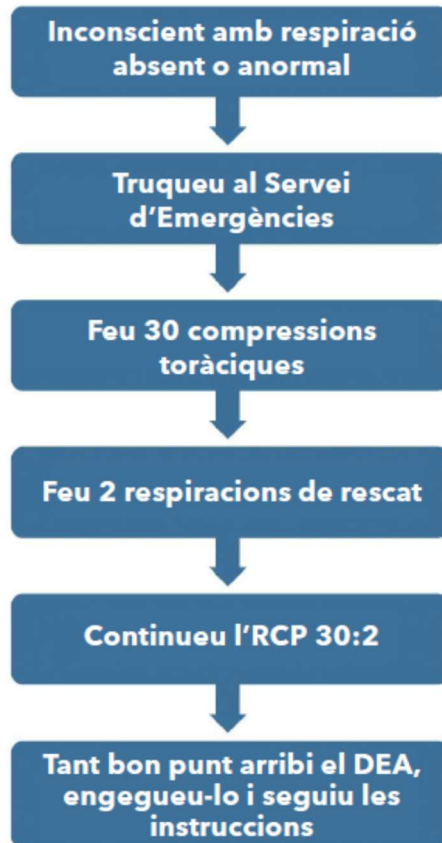 Inconscient amb respiració
absent o anormal
Truqueu al Servei
d’Emergències
Feu 30 compressions
toràciques
Feu 2 respiracions de rescat
Continueu l’RCP 30:2
Tant bon punt arribi el DEA,
engegueu-lo i seguiu les
instruccions